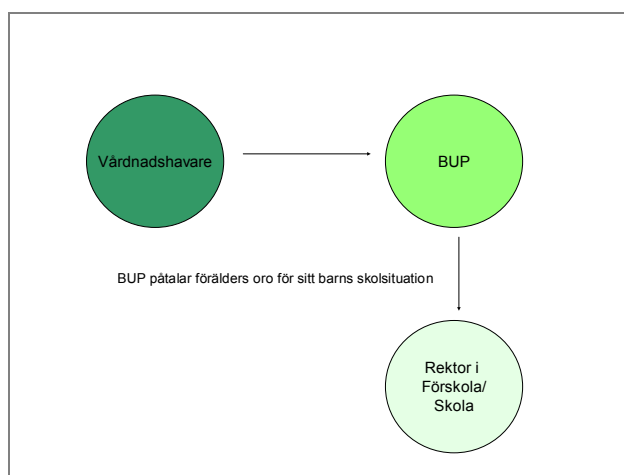 Vårdnadshavare
BUP
BUP påtalar förälders oro för sitt barns skolsituation
Rektor i
Förskola/
Skola